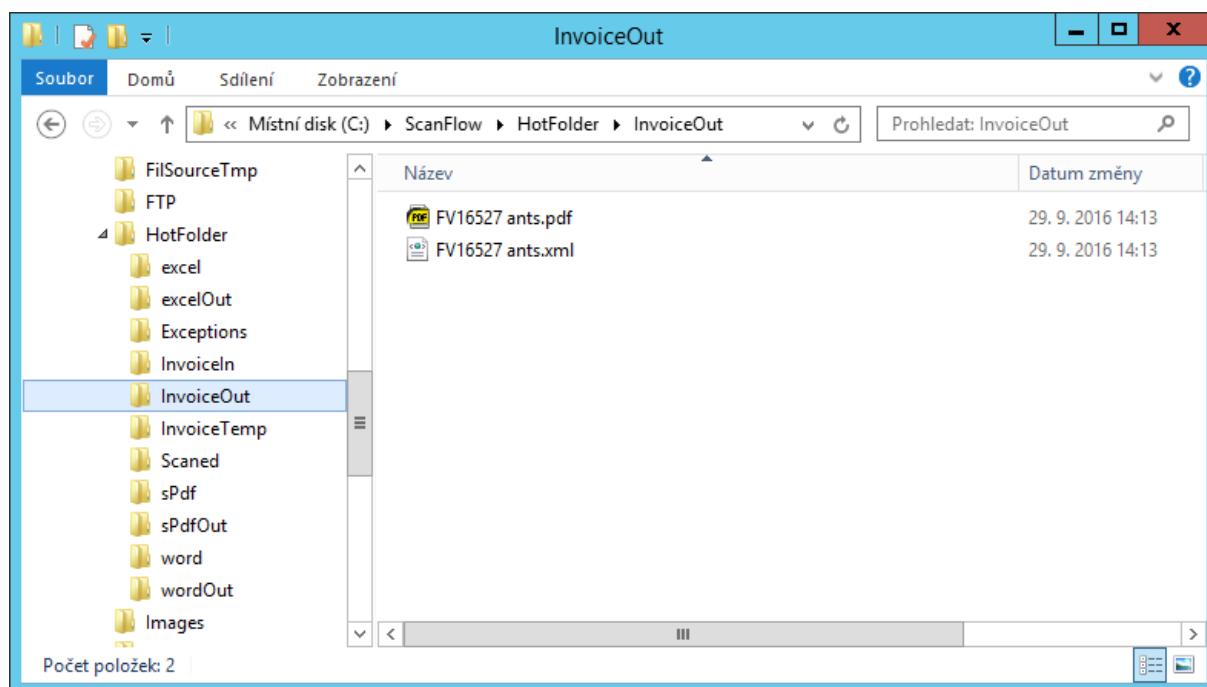 InvoiceOut
Soubor Domů Sdílení Zobrazení
« Místní disk (C:) ScanFlow HotFolder InvoiceOut Prohledat: InvoiceOut
FilSourceTmp
FTP
HotFolder
excel
excelOut
Exceptions
InvoiceIn
InvoiceOut
InvoiceTemp
Scaned
sPdf
sPdfOut
word
wordOut
Images
Název Datum změny
PDF FV16527 ants.pdf 29. 9. 2016 14:13
FV16527 ants.xml 29. 9. 2016 14:13
Počet položek: 2